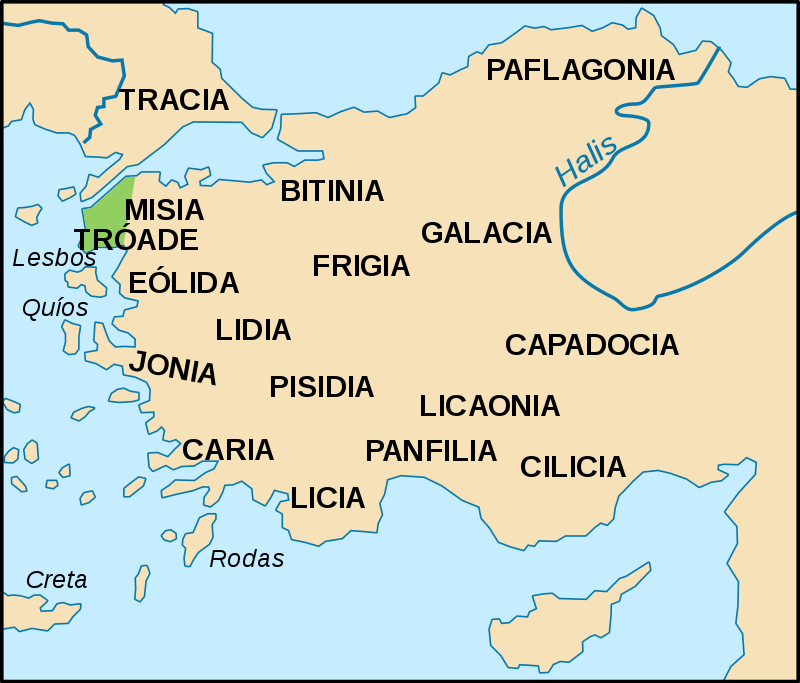 PAFLAGONIA
TRACIA
Halis
BITINIA
MISIA
GALACIA
TRÓADE
Lesbos
FRIGIA
EÓLIDA
Quíos
LIDIA
CAPADOCIA
JONIA
PISIDIA
LICAONIA
CARIA
PANFILIA
CILICIA
LICIA
Rodas
Creta